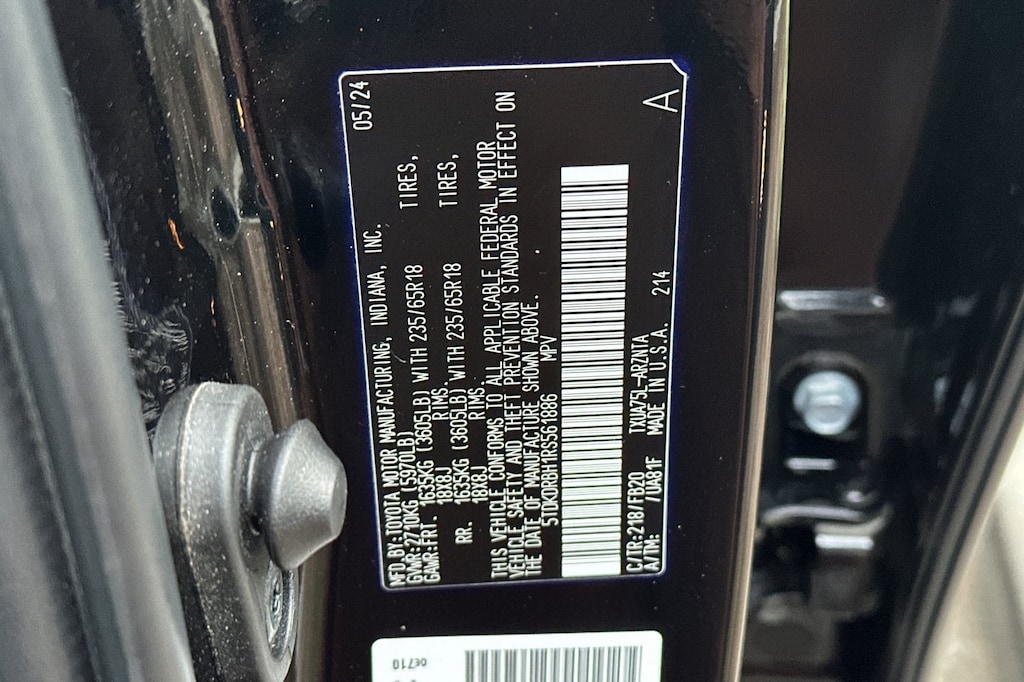 MFD.BY:TOYOTA MOTOR MANUFACTURING, INDIANA, INC. 05/24
GVWR:2710KG (5970LB)
GAWR:FRT. 1635KG (3605LB) WITH 235/65R18 TIRES,
18X8J RIMS.
RR. 1635KG (3605LB) WITH 235/65R18 TIRES,
18X8J RIMS.
THIS VEHICLE CONFORMS TO ALL APPLICABLE FEDERAL MOTOR
VEHICLE SAFETY AND THEFT PREVENTION STANDARDS IN EFFECT ON
THE DATE OF MANUFACTURE SHOWN ABOVE.
5TDKDRBH1RS561886 MPV
C/TR:218/FB20 TXUA75L-ARZNTA A
A/TM: /UA81F MADE IN U.S.A. 214
0E710